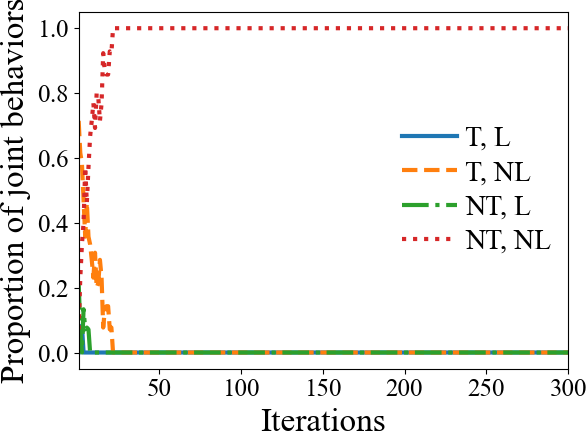 Proportion of joint behaviors
1.0
0.8
0.6
0.4
0.2
0.0
T, L
T, NL
NT, L
NT, NL
50
100
150
200
250
300
Iterations